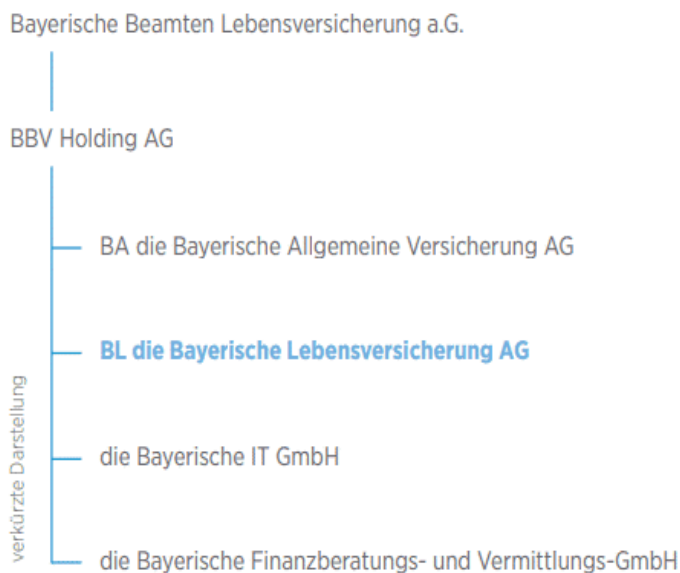 Bayerische Beamten Lebensversicherung a.G.
BBV Holding AG
BA die Bayerische Allgemeine Versicherung AG
BL die Bayerische Lebensversicherung AG
die Bayerische IT GmbH
die Bayerische Finanzberatungs- und Vermittlungs-GmbH
verkürzte Darstellung